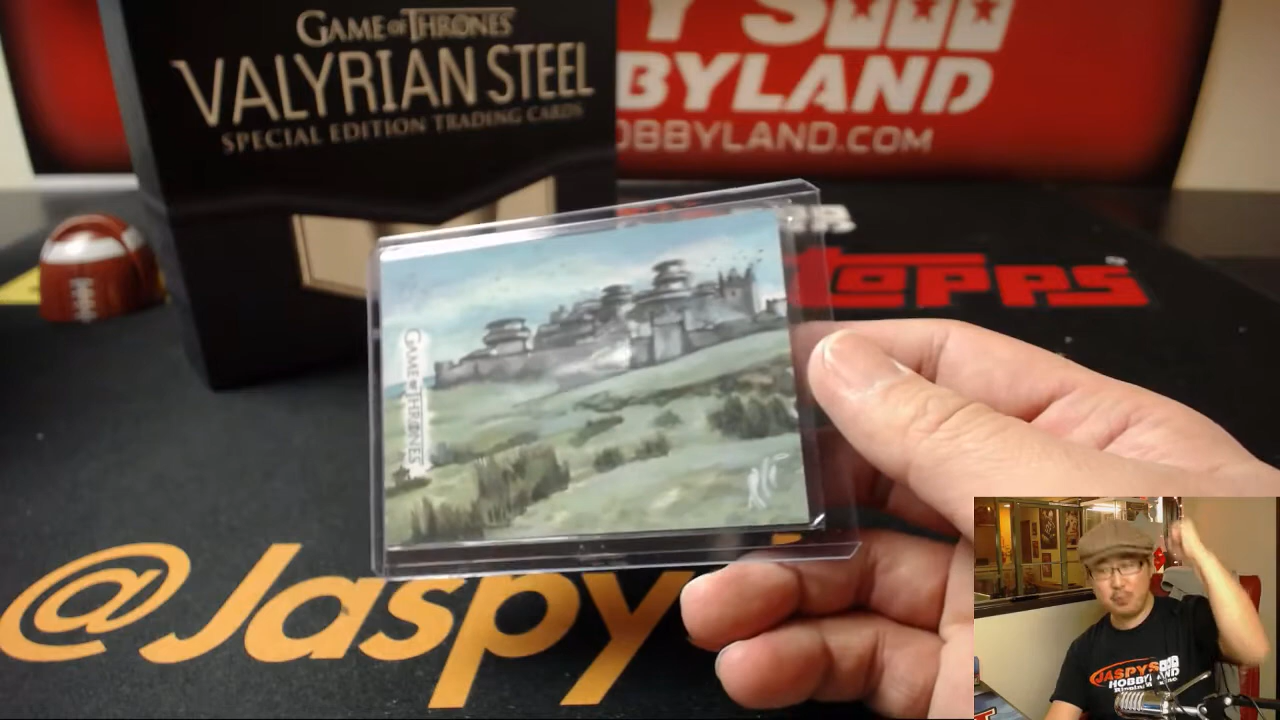 GAME OF THRONES
VALYRIAN STEEL
SPECIAL EDITION TRADING CARDS
Y'S
BYLAND
OBBYLAND.COM
topps
GAME OF THRONES
@Jaspy
JASPYS
HOBBYLAND